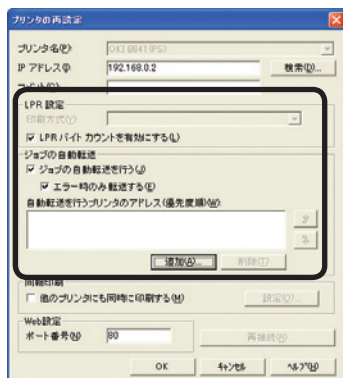 プリンタの再設定
プリンタ名(P): OKI B841(PS)
IP アドレス(I): 192.168.0.2 検索(D)...
LPR 設定
印刷方式(Y)
LPR バイト カウントを有効にする(L)
ジョブの自動転送
ジョブの自動転送を行う(J)
エラー時のみ転送する(E)
自動転送を行うプリンタのアドレス(優先度順)(W):
追加(A)... 削除(T)
同報印刷
他のプリンタにも同時に印刷する(M) 設定(O)...
Web設定
ポート番号(N) 80 再接続(R)
OK キャンセル ヘルプ(H)